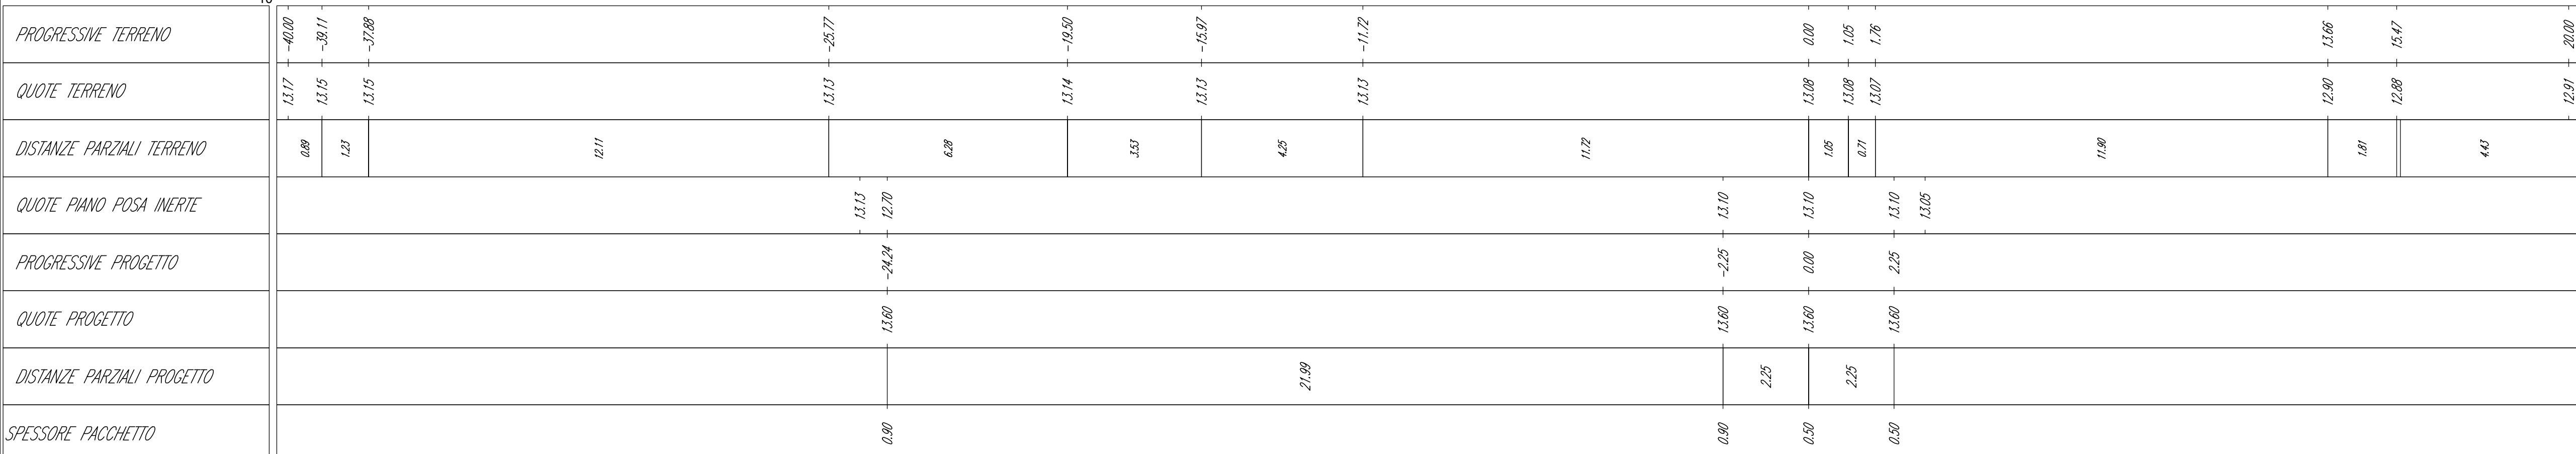 PROGRESSIVE TERRENO -40.00 -39.11 -37.88 -25.77 -19.50 -15.97 -11.72 0.00 1.05 1.76 13.66 15.47 20.00
QUOTE TERRENO 13.17 13.15 13.15 13.13 13.14 13.13 13.13 13.08 13.08 13.07 12.90 12.88 12.91
DISTANZE PARZIALI TERRENO 0.89 1.23 12.11 6.28 3.53 4.25 11.72 1.05 0.71 11.90 1.81 4.43
QUOTE PIANO POSA INERTE 13.13 12.70 13.10 13.10 13.10 13.05
PROGRESSIVE PROGETTO -24.24 -2.25 0.00 2.25
QUOTE PROGETTO 13.60 13.60 13.60 13.60
DISTANZE PARZIALI PROGETTO 21.99 2.25 2.25
SPESSORE PACCHETTO 0.90 0.90 0.50 0.50